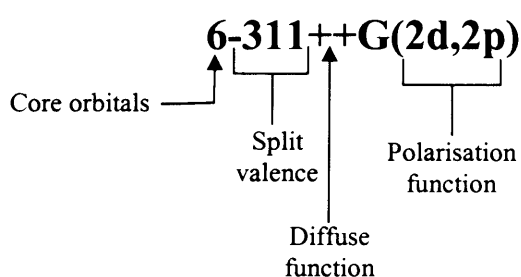 6-311++G(2d,2p)
Core orbitals
Split
valence
Polarisation
function
Diffuse
function